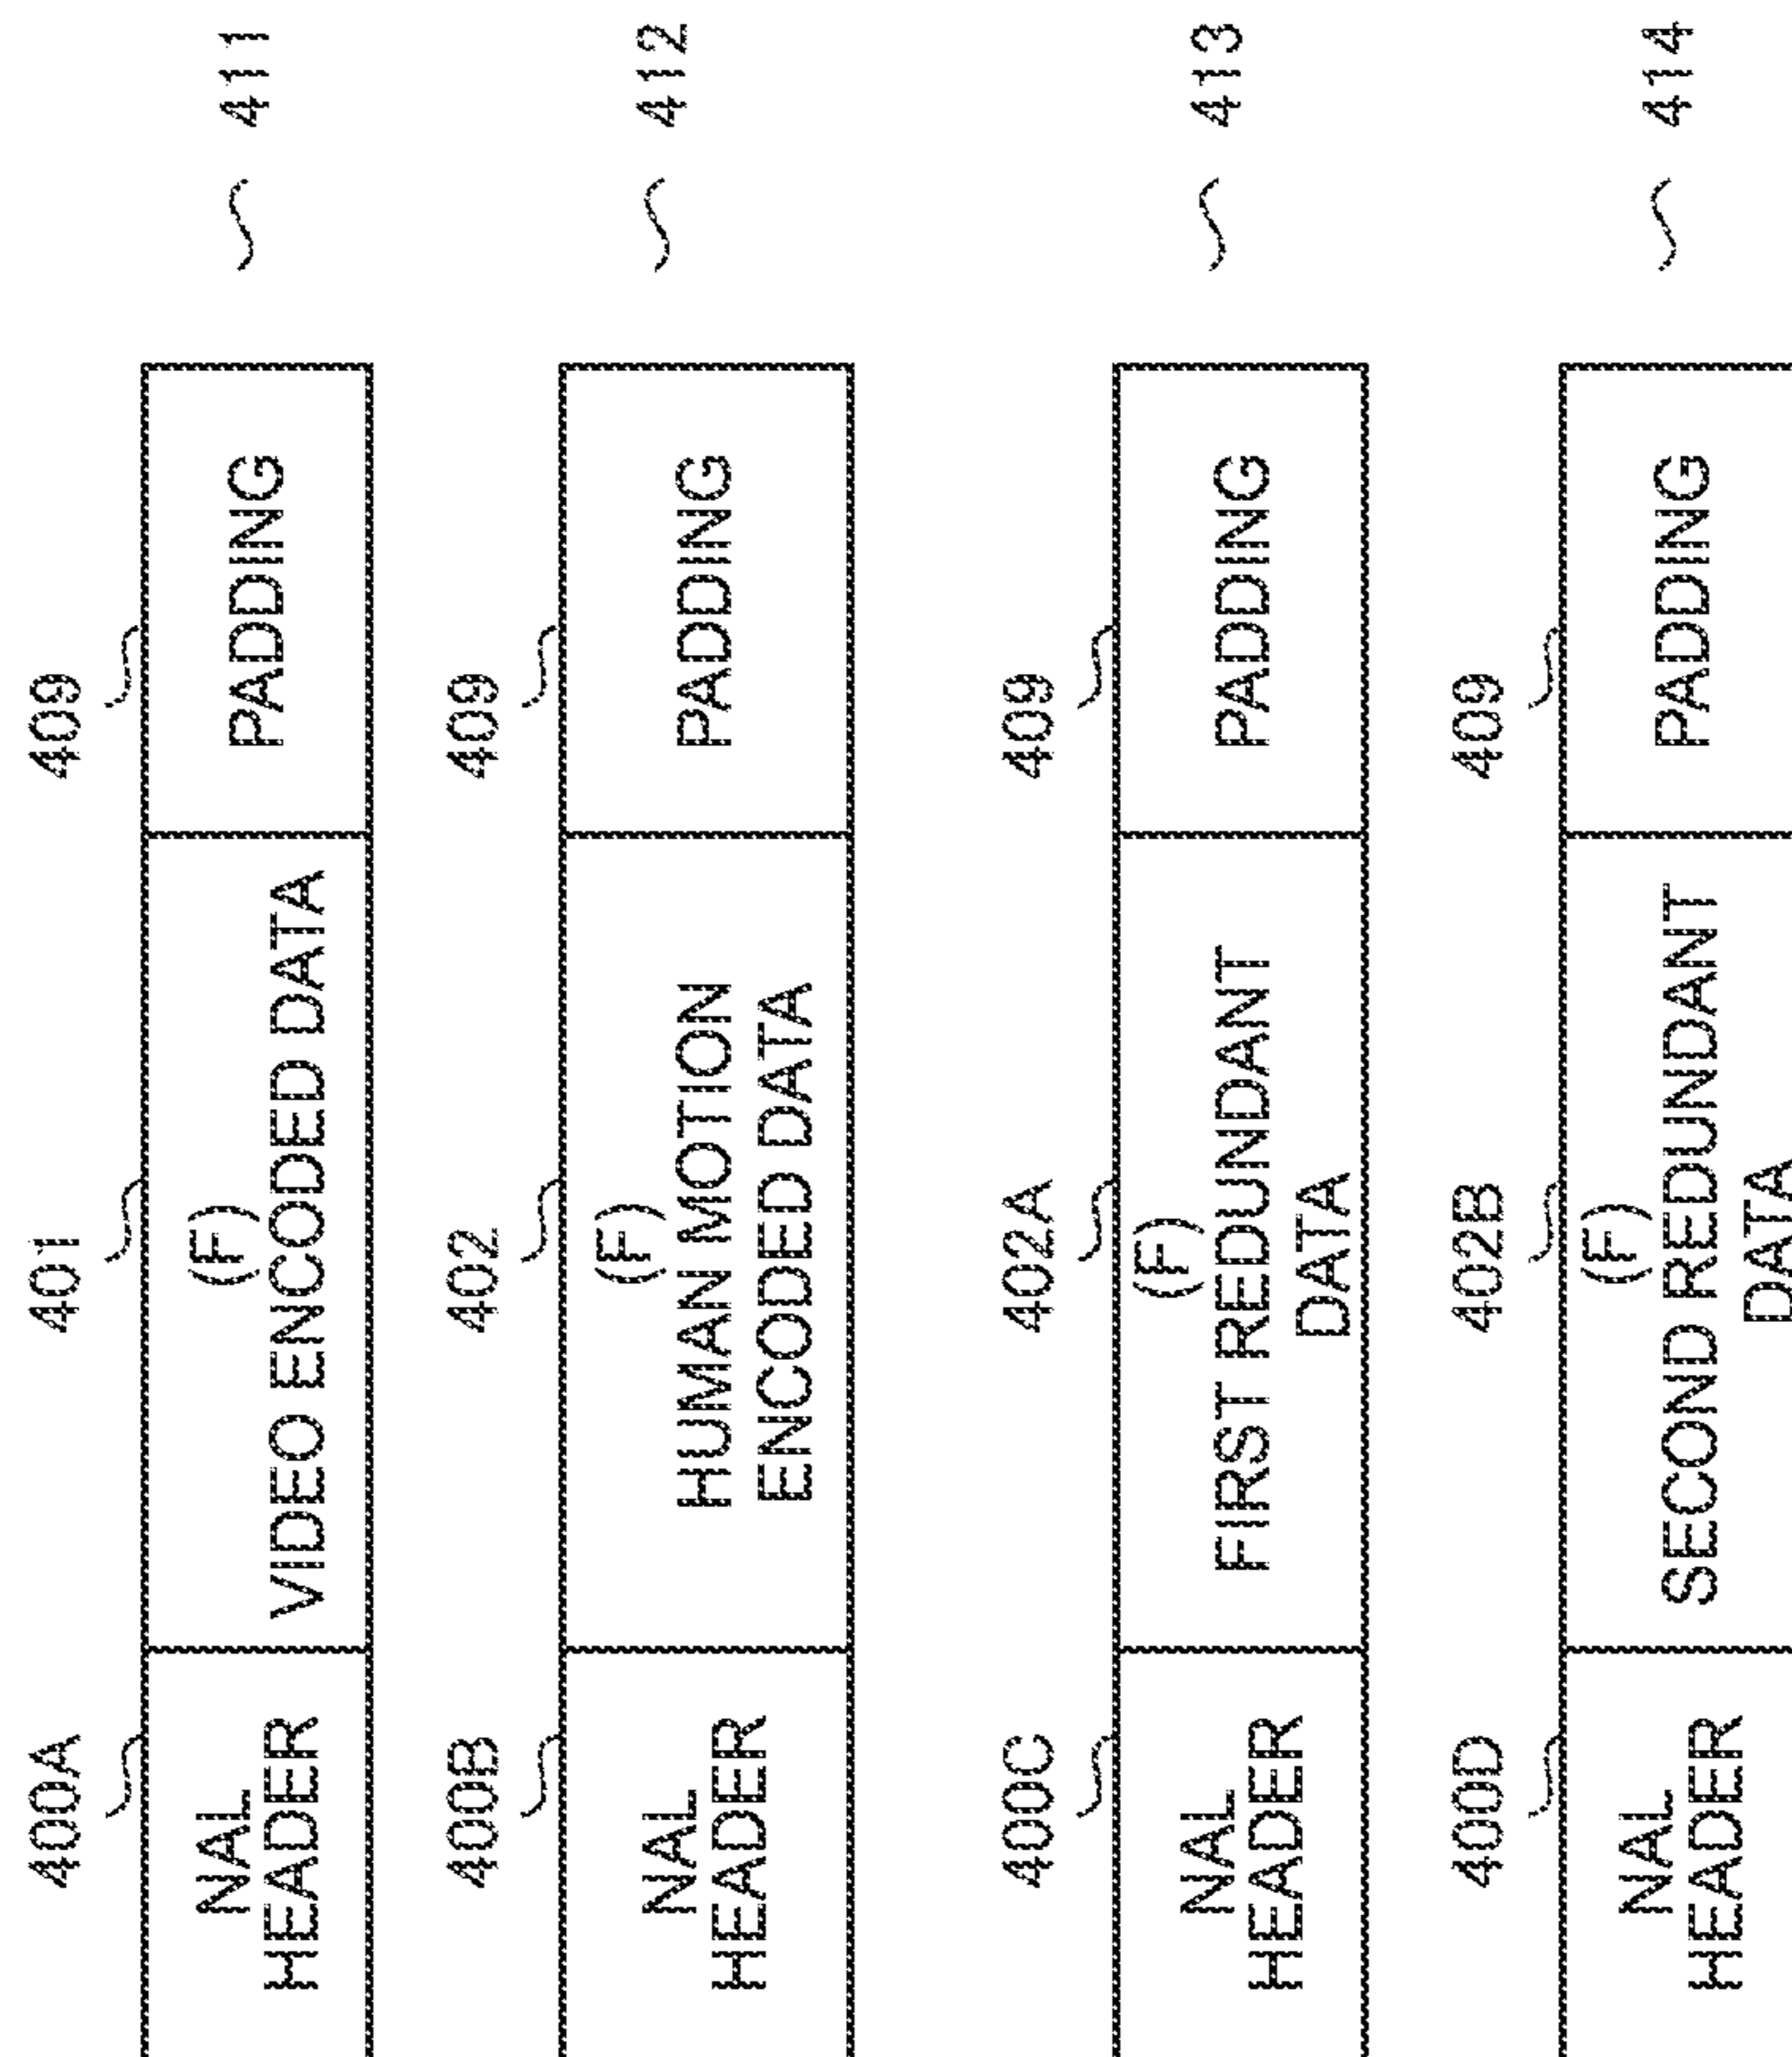 400A
401
409
NAL
HEADER
(F)
VIDEO ENCODED DATA
PADDING
411
400B
402
409
NAL
HEADER
(F)
HUMAN MOTION
ENCODED DATA
PADDING
412
400C
402A
409
NAL
HEADER
(F)
FIRST REDUNDANT
DATA
PADDING
413
400D
402B
409
NAL
HEADER
(F)
SECOND REDUNDANT
DATA
PADDING
414